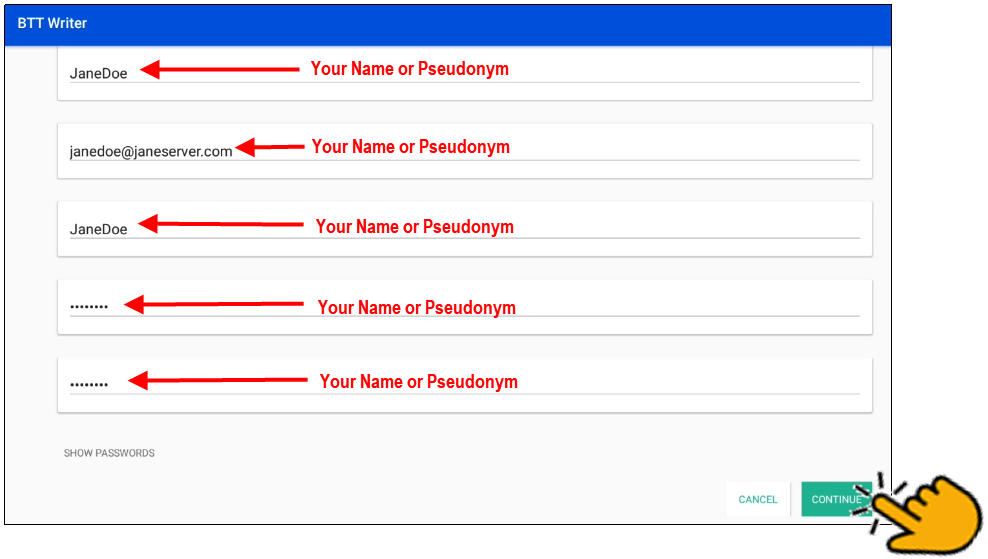 BTT Writer
JaneDoe Your Name or Pseudonym
janedoe@janeserver.com Your Name or Pseudonym
JaneDoe Your Name or Pseudonym
•••••••• Your Name or Pseudonym
•••••••• Your Name or Pseudonym
SHOW PASSWORDS
CANCEL CONTINUE